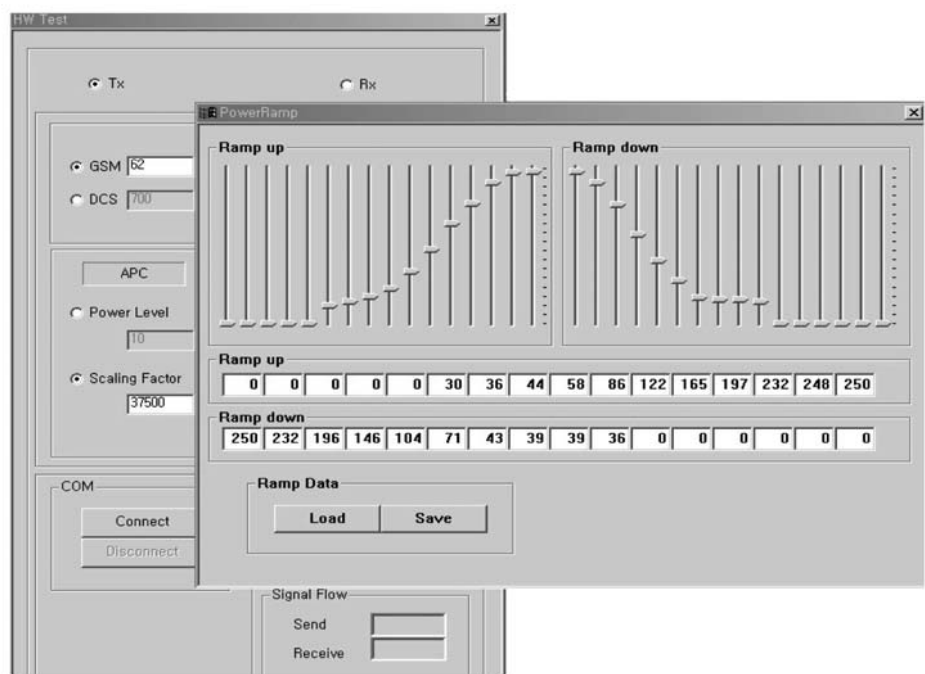 HW Test
Tx Rx
PowerRamp
Ramp up Ramp down
GSM 62
DCS 700
APC
Power Level
10
Scaling Factor
37500
Ramp up
0 0 0 0 0 30 36 44 58 86 122 165 197 232 248 250
Ramp down
250 232 196 146 104 71 43 39 39 36 0 0 0 0 0 0
COM
Connect
Disconnect
Ramp Data
Load Save
Signal Flow
Send
Receive